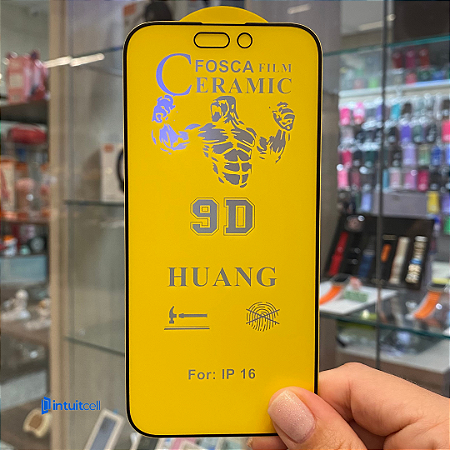 FOSCA FILM
CERAMIC
9D
HUANG
For: IP 16
intuitcell